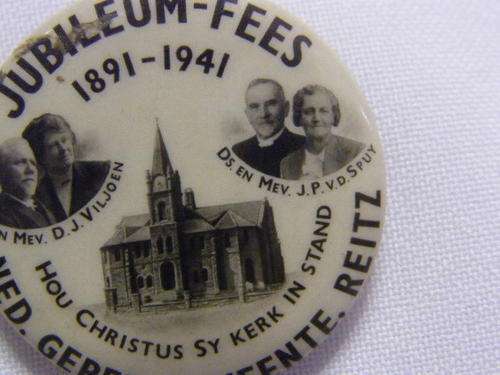 JUBILEUM-FEES
1891-1941
DS. EN MEV. J.P. V.D. SPUY
N MEV. D.J. VILJOEN
HOU CHRISTUS SY KERK IN STAND
NED. GEREF. GEMEENTE, REITZ